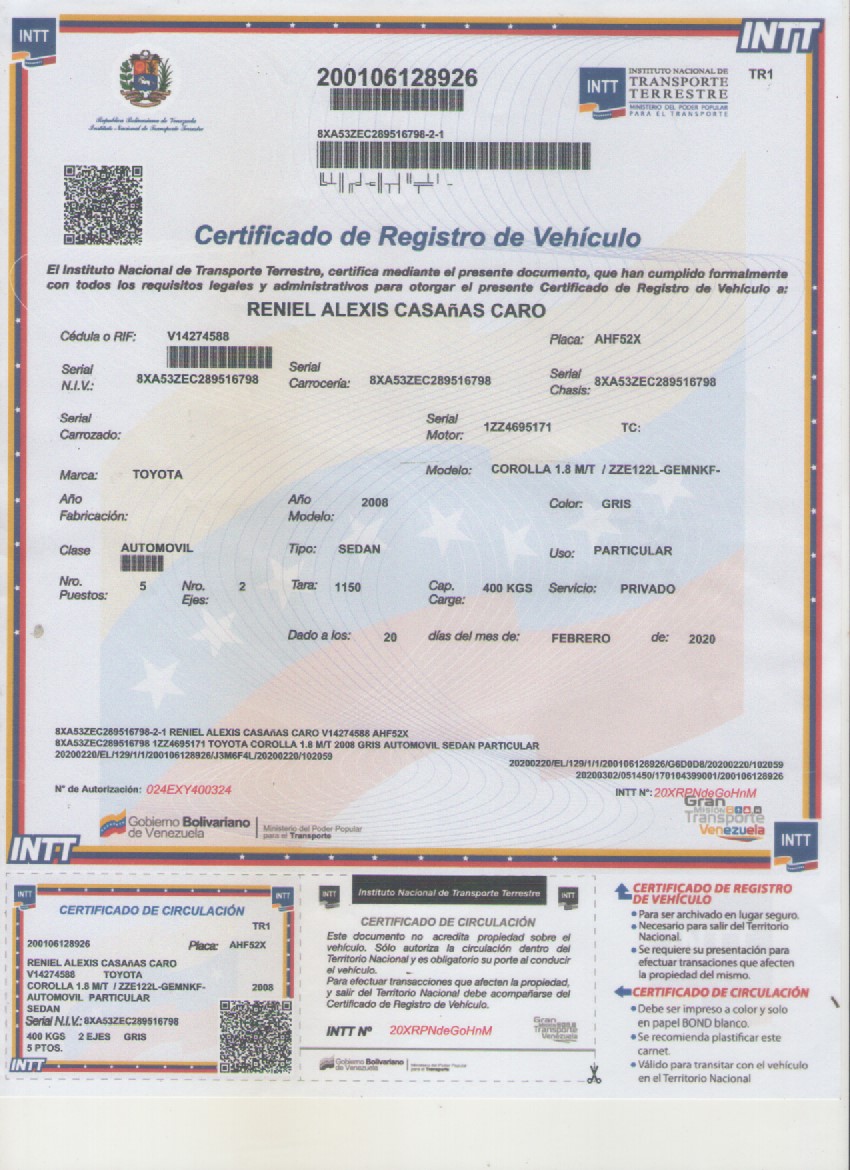 INTT
INTT
200106128926
INTT
INSTITUTO NACIONAL DE
TRANSPORTE
TERRESTRE
MINISTERIO DEL PODER POPULAR
PARA EL TRANSPORTE
TR1
República Bolivariana de Venezuela
Instituto Nacional de Transporte Terrestre
8XA53ZEC289516798-2-1
Certificado de Registro de Vehículo
El Instituto Nacional de Transporte Terrestre, certifica mediante el presente documento, que han cumplido formalmente
con todos los requisitos legales y administrativos para otorgar el presente Certificado de Registro de Vehículo a:
RENIEL ALEXIS CASAñAS CARO
Cédula o RIF: V14274588 Placa: AHF52X
Serial N.I.V.: 8XA53ZEC289516798 Serial Carrocería: 8XA53ZEC289516798 Serial Chasis: 8XA53ZEC289516798
Serial Carrozado: Serial Motor: 1ZZ4695171 TC:
Marca: TOYOTA Modelo: COROLLA 1.8 M/T / ZZE122L-GEMNKF-
Año Fabricación: Año Modelo: 2008 Color: GRIS
Clase AUTOMOVIL Tipo: SEDAN Uso: PARTICULAR
Nro. Puestos: 5 Nro. Ejes: 2 Tara: 1150 Cap. Carga: 400 KGS Servicio: PRIVADO
Dado a los: 20 días del mes de: FEBRERO de: 2020
8XA53ZEC289516798-2-1 RENIEL ALEXIS CASAñAS CARO V14274588 AHF52X
8XA53ZEC289516798 1ZZ4695171 TOYOTA COROLLA 1.8 M/T 2008 GRIS AUTOMOVIL SEDAN PARTICULAR
20200220/EL/129/1/1/200106128926/J3M6F4L/20200220/102059
20200220/EL/129/1/1/200106128926/G6D0D8/20200220/102059
20200302/051450/170104399001/200106128926
N° de Autorización: 024EXY400324
INTT N°: 20XRPNdeGoHnM
Gobierno Bolivariano
de Venezuela
Ministerio del Poder Popular
para el Transporte
Gran
Misión
Transporte
Venezuela
INTT
INTT
INTT
INTT
CERTIFICADO DE CIRCULACIÓN
TR1
200106128926 Placa: AHF52X
RENIEL ALEXIS CASAñAS CARO
V14274588 TOYOTA
COROLLA 1.8 M/T / ZZE122L-GEMNKF- 2008
AUTOMOVIL PARTICULAR
SEDAN
Serial N.I.V: 8XA53ZEC289516798
400 KGS 2 EJES GRIS
5 PTOS.
INTT
INTT
Instituto Nacional de Transporte Terrestre
INTT
CERTIFICADO DE CIRCULACIÓN
Este documento no acredita propiedad sobre el
vehículo. Sólo autoriza la circulación dentro del
Territorio Nacional y es obligatorio su porte al conducir
el vehículo.
Para efectuar transacciones que afecten la propiedad,
y salir del Territorio Nacional debe acompañarse del
Certificado de Registro de Vehículo.
INTT Nº 20XRPNdeGoHnM
Gran
Misión
Transporte
Venezuela
Gobierno Bolivariano
de Venezuela
Ministerio del Poder Popular
para el Transporte
CERTIFICADO DE REGISTRO
DE VEHÍCULO
• Para ser archivado en lugar seguro.
• Necesario para salir del Territorio
Nacional.
• Se requiere su presentación para
efectuar transaciones que afecten
la propiedad del mismo.
CERTIFICADO DE CIRCULACIÓN
• Debe ser impreso a color y solo
en papel BOND blanco.
• Se recomienda plastificar este
carnet.
• Válido para transitar con el vehículo
en el Territorio Nacional